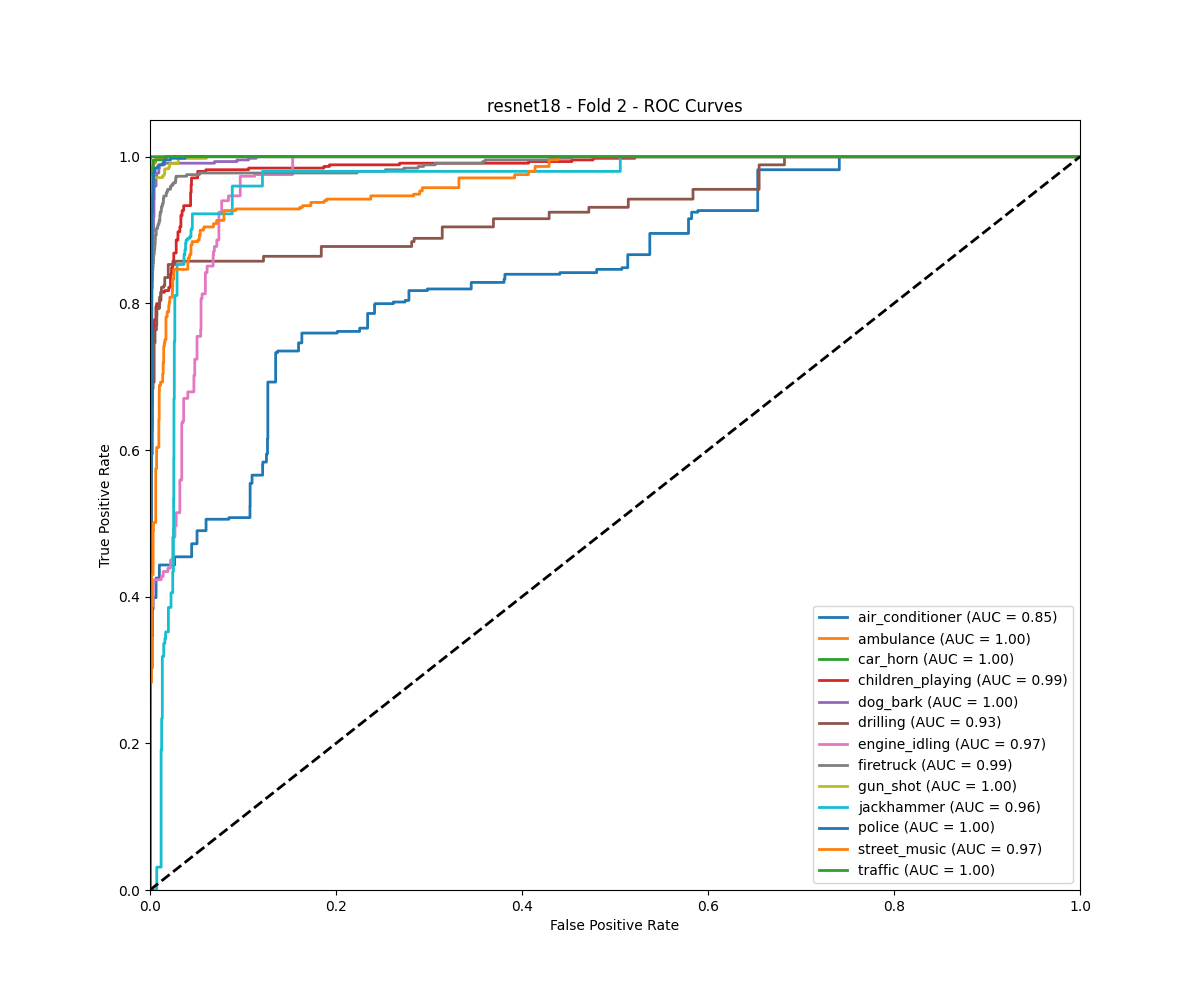 resnet18 - Fold 2 - ROC Curves
1.0
0.8
0.6
0.4
0.2
0.0
True Positive Rate
0.0 0.2 0.4 0.6 0.8 1.0
False Positive Rate
air_conditioner (AUC = 0.85)
ambulance (AUC = 1.00)
car_horn (AUC = 1.00)
children_playing (AUC = 0.99)
dog_bark (AUC = 1.00)
drilling (AUC = 0.93)
engine_idling (AUC = 0.97)
firetruck (AUC = 0.99)
gun_shot (AUC = 1.00)
jackhammer (AUC = 0.96)
police (AUC = 1.00)
street_music (AUC = 0.97)
traffic (AUC = 1.00)